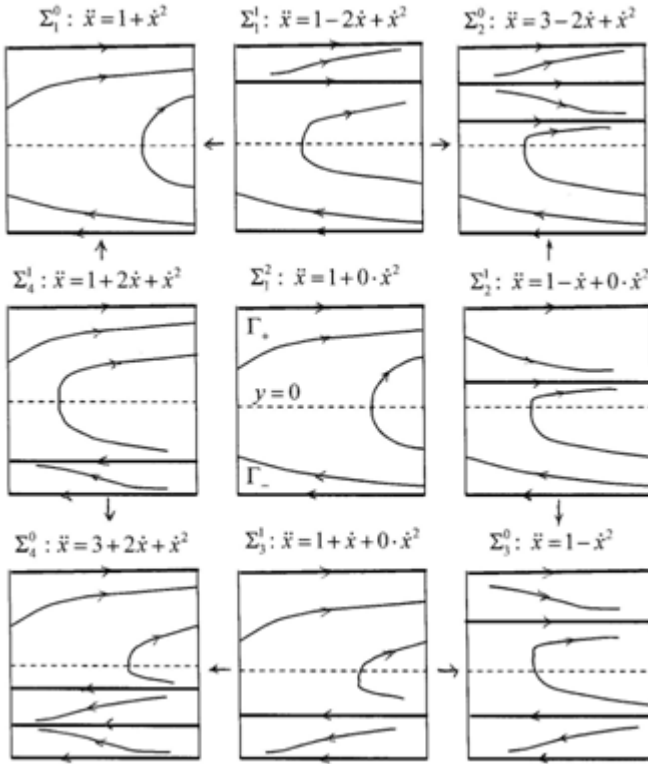 Σ₁⁰ : ẍ = 1 + ẋ²
Σ₁¹ : ẍ = 1 − 2ẋ + ẋ²
Σ₂⁰ : ẍ = 3 − 2ẋ + ẋ²
Σ₄¹ : ẍ = 1 + 2ẋ + ẋ²
Σ₁² : ẍ = 1 + 0 · ẋ²
Σ₂¹ : ẍ = 1 − ẋ + 0 · ẋ²
Γ₊
y = 0
Γ₋
Σ₄⁰ : ẍ = 3 + 2ẋ + ẋ²
Σ₃¹ : ẍ = 1 + ẋ + 0 · ẋ²
Σ₃⁰ : ẍ = 1 − ẋ²